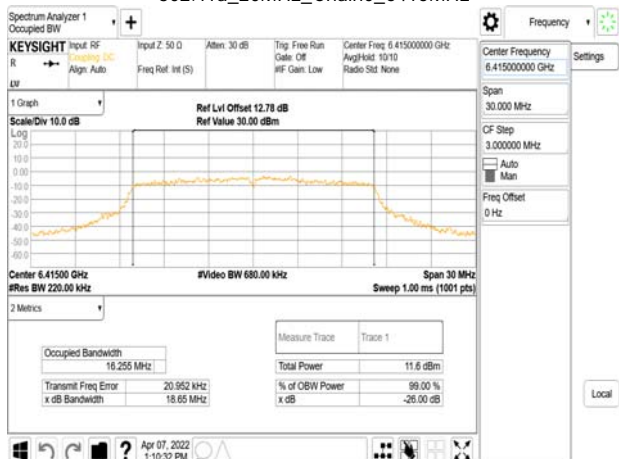 Spectrum Analyzer 1
Occupied BW
Frequency
KEYSIGHT
Input: RF
Coupling: DC
Align: Auto
Input Z: 50 Ω
Freq Ref: Int (S)
Atten: 30 dB
Trig: Free Run
Gate: Off
#IF Gain: Low
Center Freq: 6.415000000 GHz
Avg|Hold: 10/10
Radio Std: None
R
LVI
Center Frequency
6.415000000 GHz
Settings
Span
30.000 MHz
CF Step
3.000000 MHz
Auto
Man
Freq Offset
0 Hz
1 Graph
Scale/Div 10.0 dB
Ref Lvl Offset 12.78 dB
Ref Value 30.00 dBm
Log
20.0
10.0
0.00
-10.0
-20.0
-30.0
-40.0
-50.0
-60.0
Center 6.41500 GHz
#Res BW 220.00 kHz
#Video BW 680.00 kHz
Span 30 MHz
Sweep 1.00 ms (1001 pts)
2 Metrics
Measure Trace
Trace 1
Occupied Bandwidth
16.255 MHz
Total Power
11.6 dBm
Transmit Freq Error
20.952 kHz
% of OBW Power
99.00 %
x dB Bandwidth
18.65 MHz
x dB
-26.00 dB
Local
?
Apr 07, 2022
1:10:32 PM